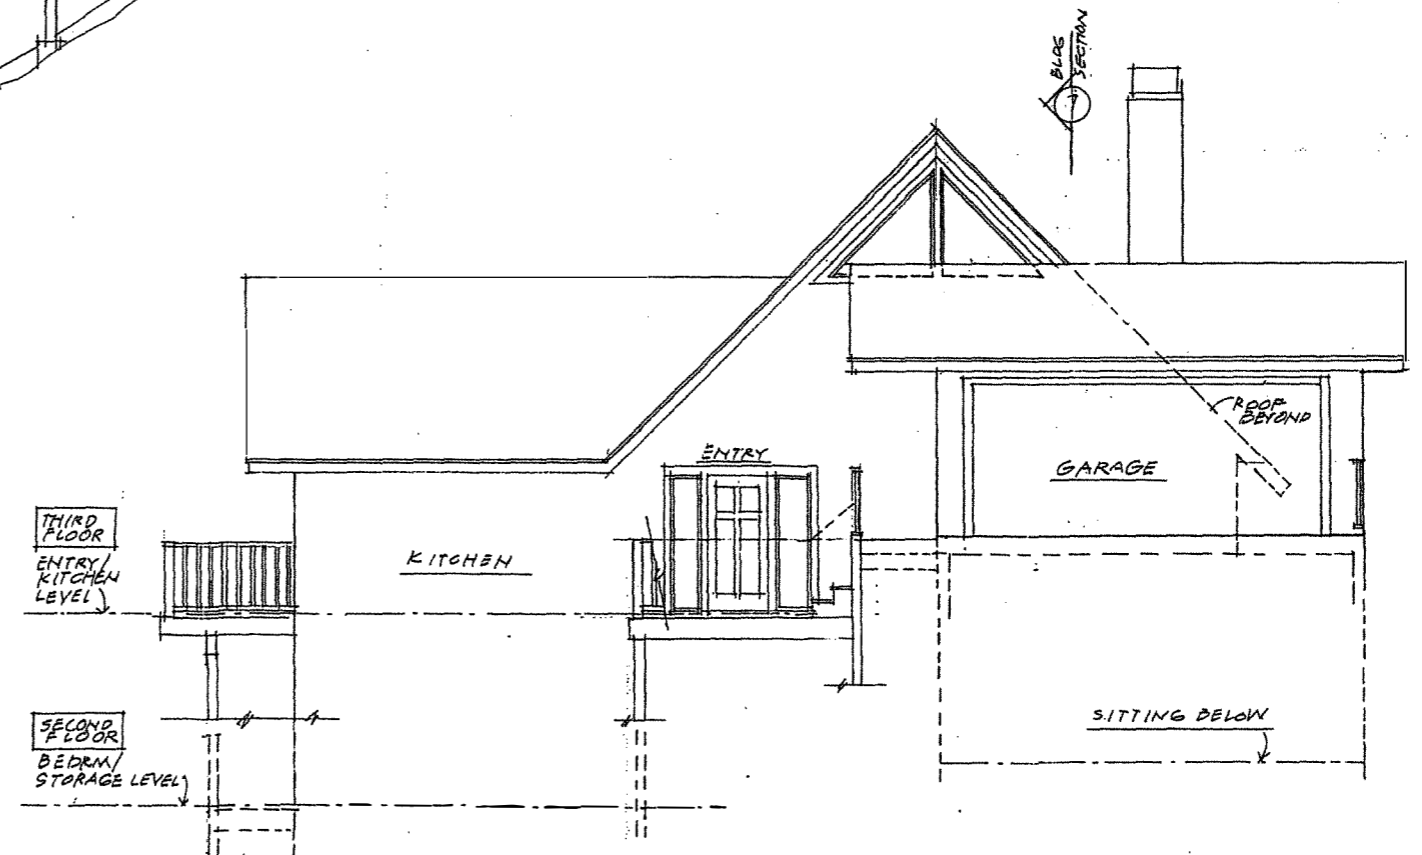 BLDG
SECTION
ROOF
BEYOND
ENTRY
GARAGE
THIRD
FLOOR
ENTRY/
KITCHEN
LEVEL
KITCHEN
SITTING BELOW
SECOND
FLOOR
BEDRM/
STORAGE LEVEL